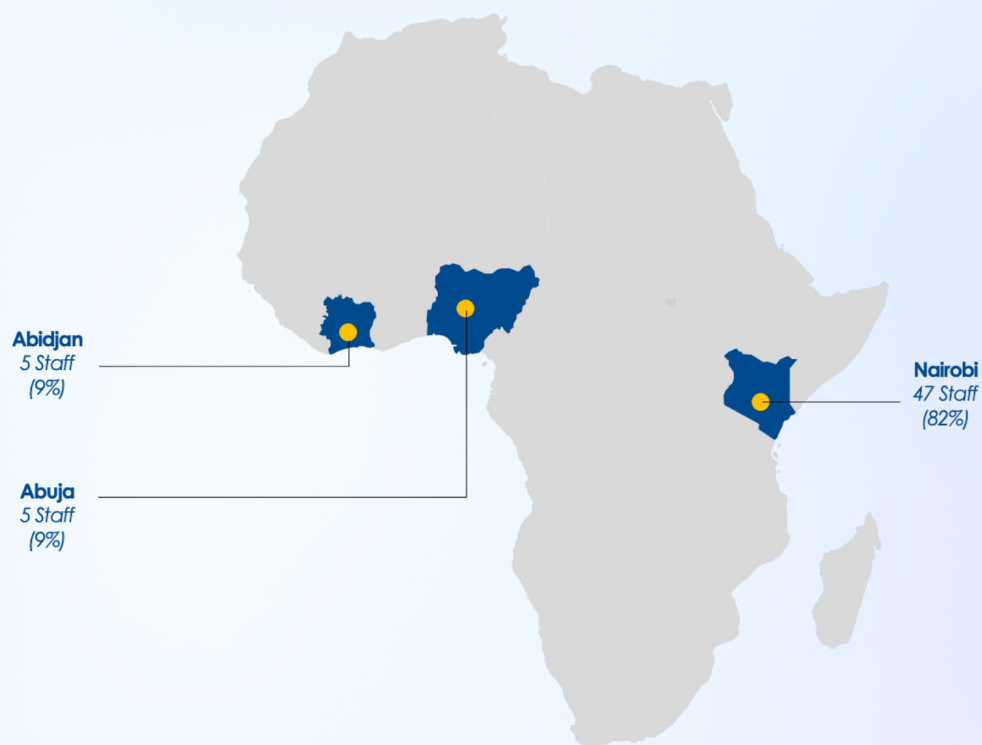 Abidjan
5 Staff
(9%)
Abuja
5 Staff
(9%)
Nairobi
47 Staff
(82%)